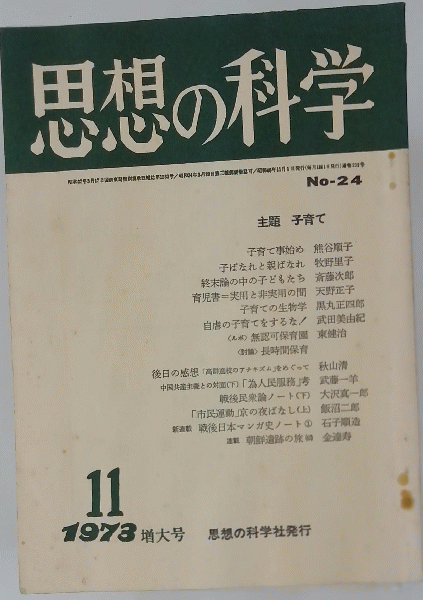 思想の科学
No-24
主題 子育て
子育て事始め 熊谷順子
子ばなれと親ばなれ 牧野里子
終末論の中の子どもたち 斎藤次郎
育児書=実用と非実用の間 天野正子
子育ての生物学 黒丸正四郎
自虐の子育てをするな! 武田美由紀
〈ルポ〉無認可保育園 東健治
〈討論〉長時間保育
後日の感想「高群逸枝のアナキズム」をめぐって 秋山清
中国共産主義との対面(下)「為人民服務」考 武藤一羊
戦後民衆論ノート(下) 大沢真一郎
「市民運動」京の夜ばなし(上) 飯沼二郎
新連載 戦後日本マンガ史ノート① 石子順造
連載 朝鮮遺跡の旅 金達寿
11
1973 増大号 思想の科学社発行